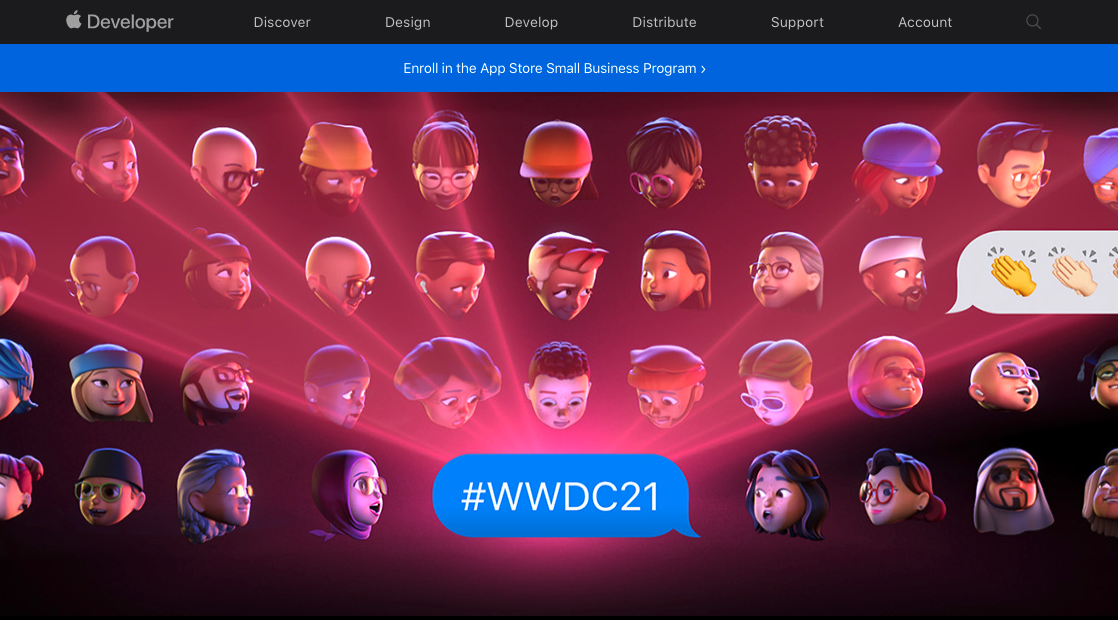 Developer
Discover
Design
Develop
Distribute
Support
Account
Enroll in the App Store Small Business Program ›
#WWDC21